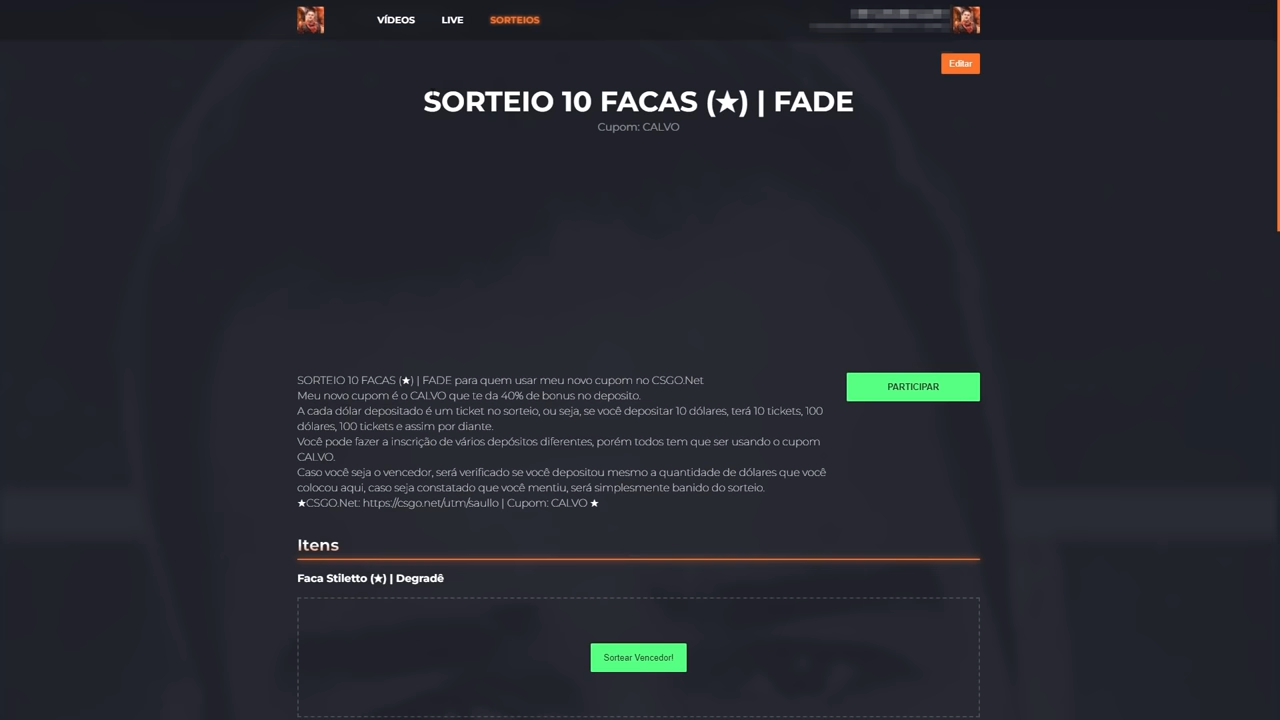 VÍDEOS LIVE SORTEIOS
Editar
SORTEIO 10 FACAS (★) | FADE
Cupom: CALVO
SORTEIO 10 FACAS (★) | FADE para quem usar meu novo cupom no CSGO.Net
Meu novo cupom é o CALVO que te da 40% de bonus no deposito.
A cada dólar depositado é um ticket no sorteio, ou seja, se você depositar 10 dólares, terá 10 tickets, 100
dólares, 100 tickets e assim por diante.
Você pode fazer a inscrição de vários depósitos diferentes, porém todos tem que ser usando o cupom
CALVO.
Caso você seja o vencedor, será verificado se você depositou mesmo a quantidade de dólares que você
colocou aqui, caso seja constatado que você mentiu, será simplesmente banido do sorteio.
★CSGO.Net: https://csgo.net/utm/saullo | Cupom: CALVO ★
PARTICIPAR
Itens
Faca Stiletto (★) | Degradê
Sortear Vencedor!